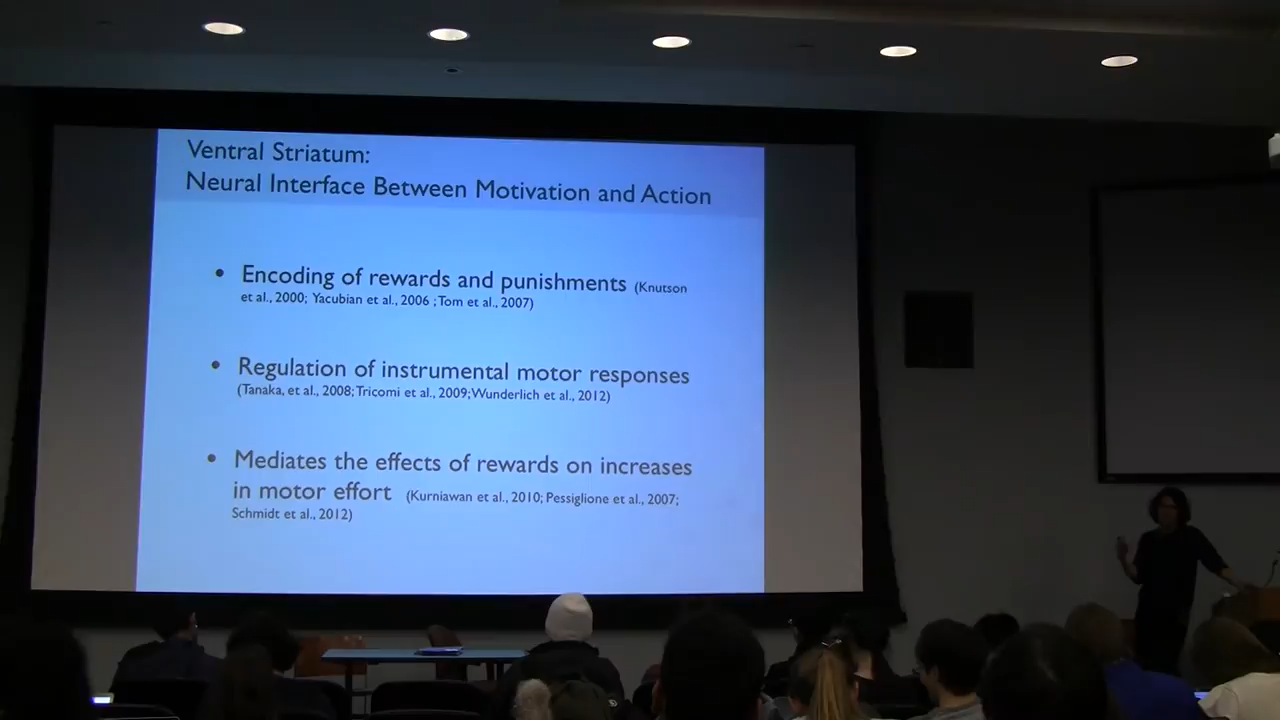 Ventral Striatum:
Neural Interface Between Motivation and Action
• Encoding of rewards and punishments (Knutson
et al., 2000; Yacubian et al., 2006 ; Tom et al., 2007)
• Regulation of instrumental motor responses
(Tanaka, et al., 2008; Tricomi et al., 2009; Wunderlich et al., 2012)
• Mediates the effects of rewards on increases
in motor effort (Kurniawan et al., 2010; Pessiglione et al., 2007;
Schmidt et al., 2012)